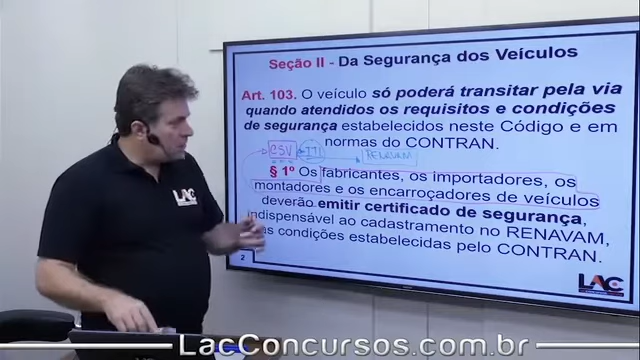 Seção II - Da Segurança dos Veículos
Art. 103. O veículo só poderá transitar pela via
quando atendidos os requisitos e condições
de segurança estabelecidos neste Código e em
normas do CONTRAN.
CSV ITL RENAVAM
§ 1º Os fabricantes, os importadores, os
montadores e os encarroçadores de veículos
deverão emitir certificado de segurança,
indispensável ao cadastramento no RENAVAM,
as condições estabelecidas pelo CONTRAN.
2
LAC
LAC
LacConcursos.com.br